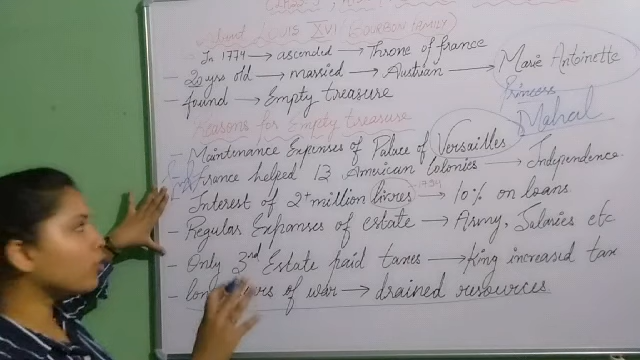 LOUIS XVI/ BOURBON FAMILY)
In 1774 → ascended → Throne of france
- 20 yrs old → married → Austrian → Marie Antoinette
Princess
- found → Empty treasure
Mahal
Reasons for Empty treasure
- Maintenance Expenses of Palace of Versailles
- France helped 13 American Colonies → Independence
1794
Interest of 2+ million livres → 10% on loans
- Regular Expanses of estate → Army, Salaries etc
- Only 3rd Estate paid taxes → King increased tax
- long of war → drained resources